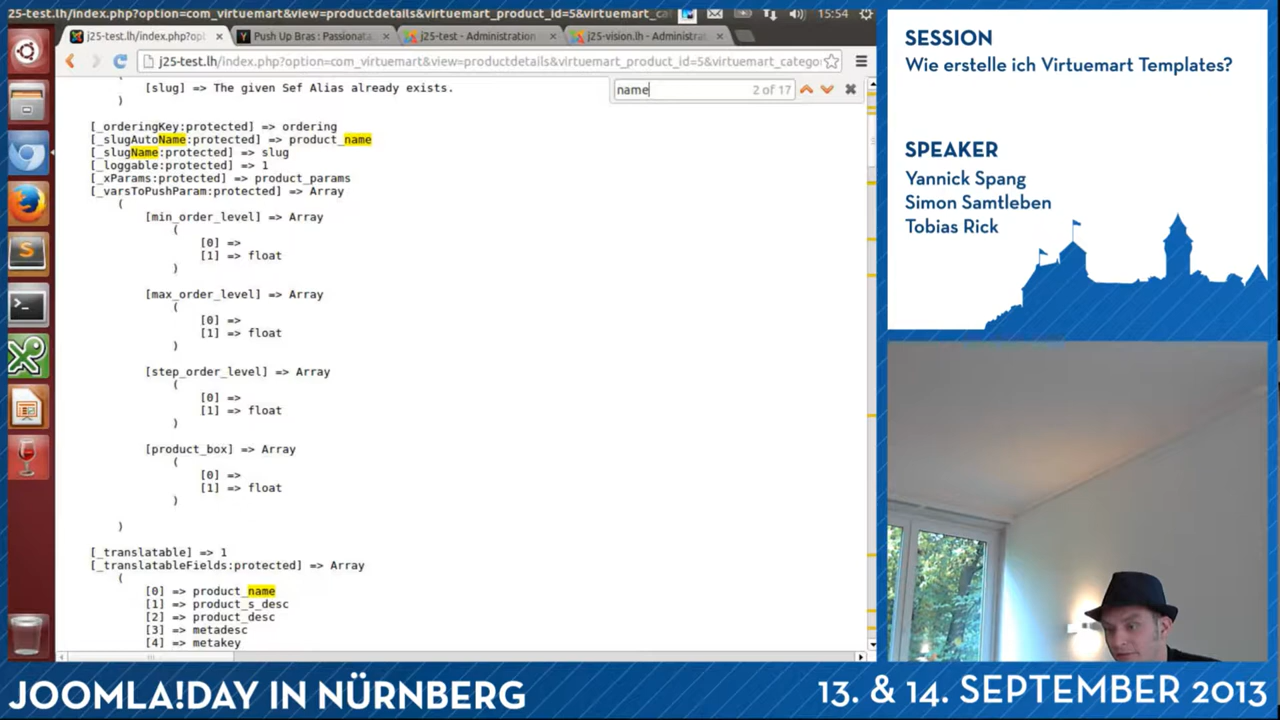 j25-test.lh/index.php?option=com_virtuemart&view=productdetails&virtuemart_product_id=5&virtuemart_cate
15:54
j25-test.lh/index.php?opt
Push Up Bras : Passionata
j25-test - Administration
j25-vision.lh - Administra
j25-test.lh/index.php?option=com_virtuemart&view=productdetails&virtuemart_product_id=5&virtuemart_catego
name
2 of 17
[slug] => The given Sef Alias already exists.
)
[_orderingKey:protected] => ordering
[_slugAutoName:protected] => product_name
[_slugName:protected] => slug
[_loggable:protected] => 1
[_xParams:protected] => product_params
[_varsToPushParam:protected] => Array
(
[min_order_level] => Array
(
[0] =>
[1] => float
)
[max_order_level] => Array
(
[0] =>
[1] => float
)
[step_order_level] => Array
(
[0] =>
[1] => float
)
[product_box] => Array
(
[0] =>
[1] => float
)
)
[_translatable] => 1
[_translatableFields:protected] => Array
(
[0] => product_name
[1] => product_s_desc
[2] => product_desc
[3] => metadesc
[4] => metakey
SESSION
Wie erstelle ich Virtuemart Templates?
SPEAKER
Yannick Spang
Simon Samtleben
Tobias Rick
JOOMLA!DAY IN NÜRNBERG
13. & 14. SEPTEMBER 2013